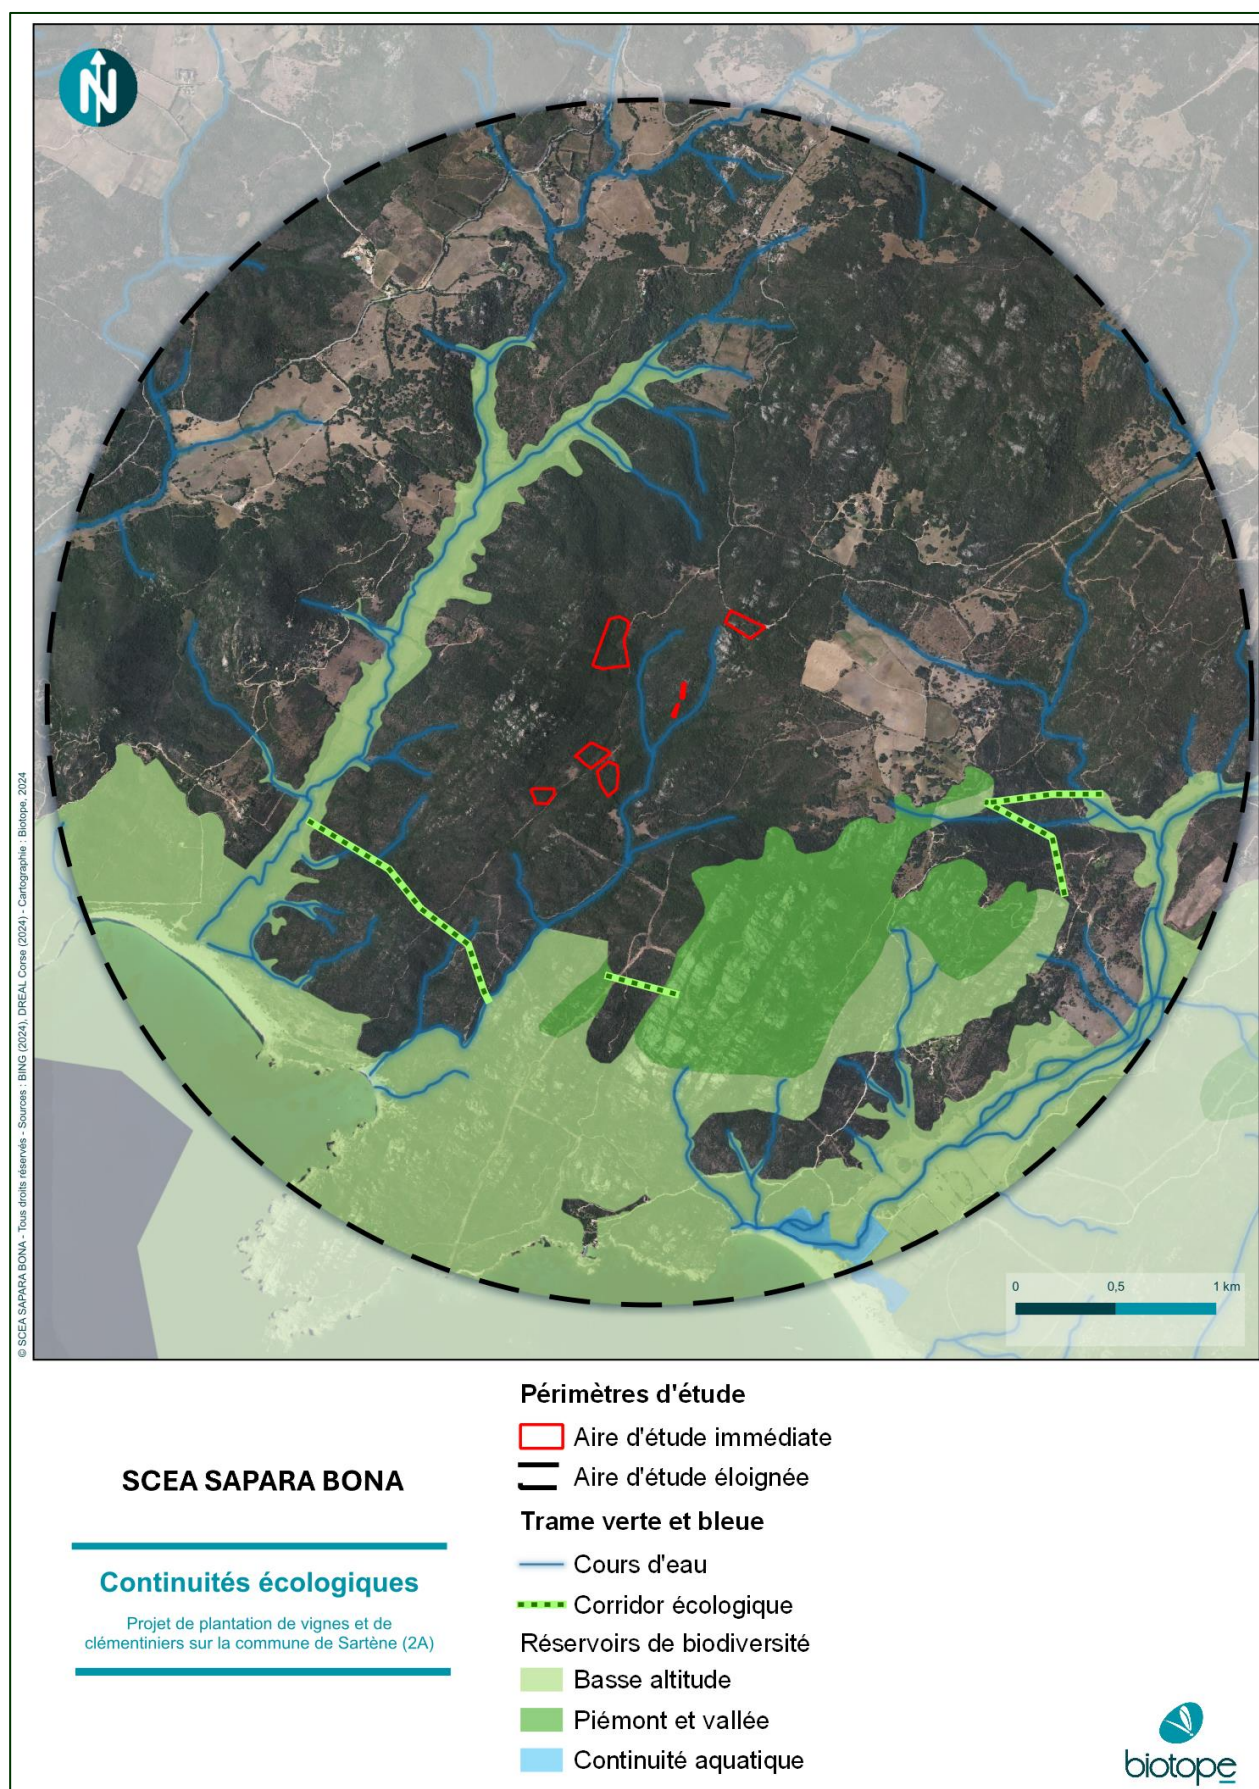 N
© SCEA SAPARA BONA - Tous droits réservés - Sources : BING (2024), DREAL Corse (2024) - Cartographie : Biotope, 2024
0 0,5 1 km
SCEA SAPARA BONA
Continuités écologiques
Projet de plantation de vignes et de
clémentiniers sur la commune de Sartène (2A)
Périmètres d'étude
Aire d'étude immédiate
Aire d'étude éloignée
Trame verte et bleue
Cours d'eau
Corridor écologique
Réservoirs de biodiversité
Basse altitude
Piémont et vallée
Continuité aquatique
biotope